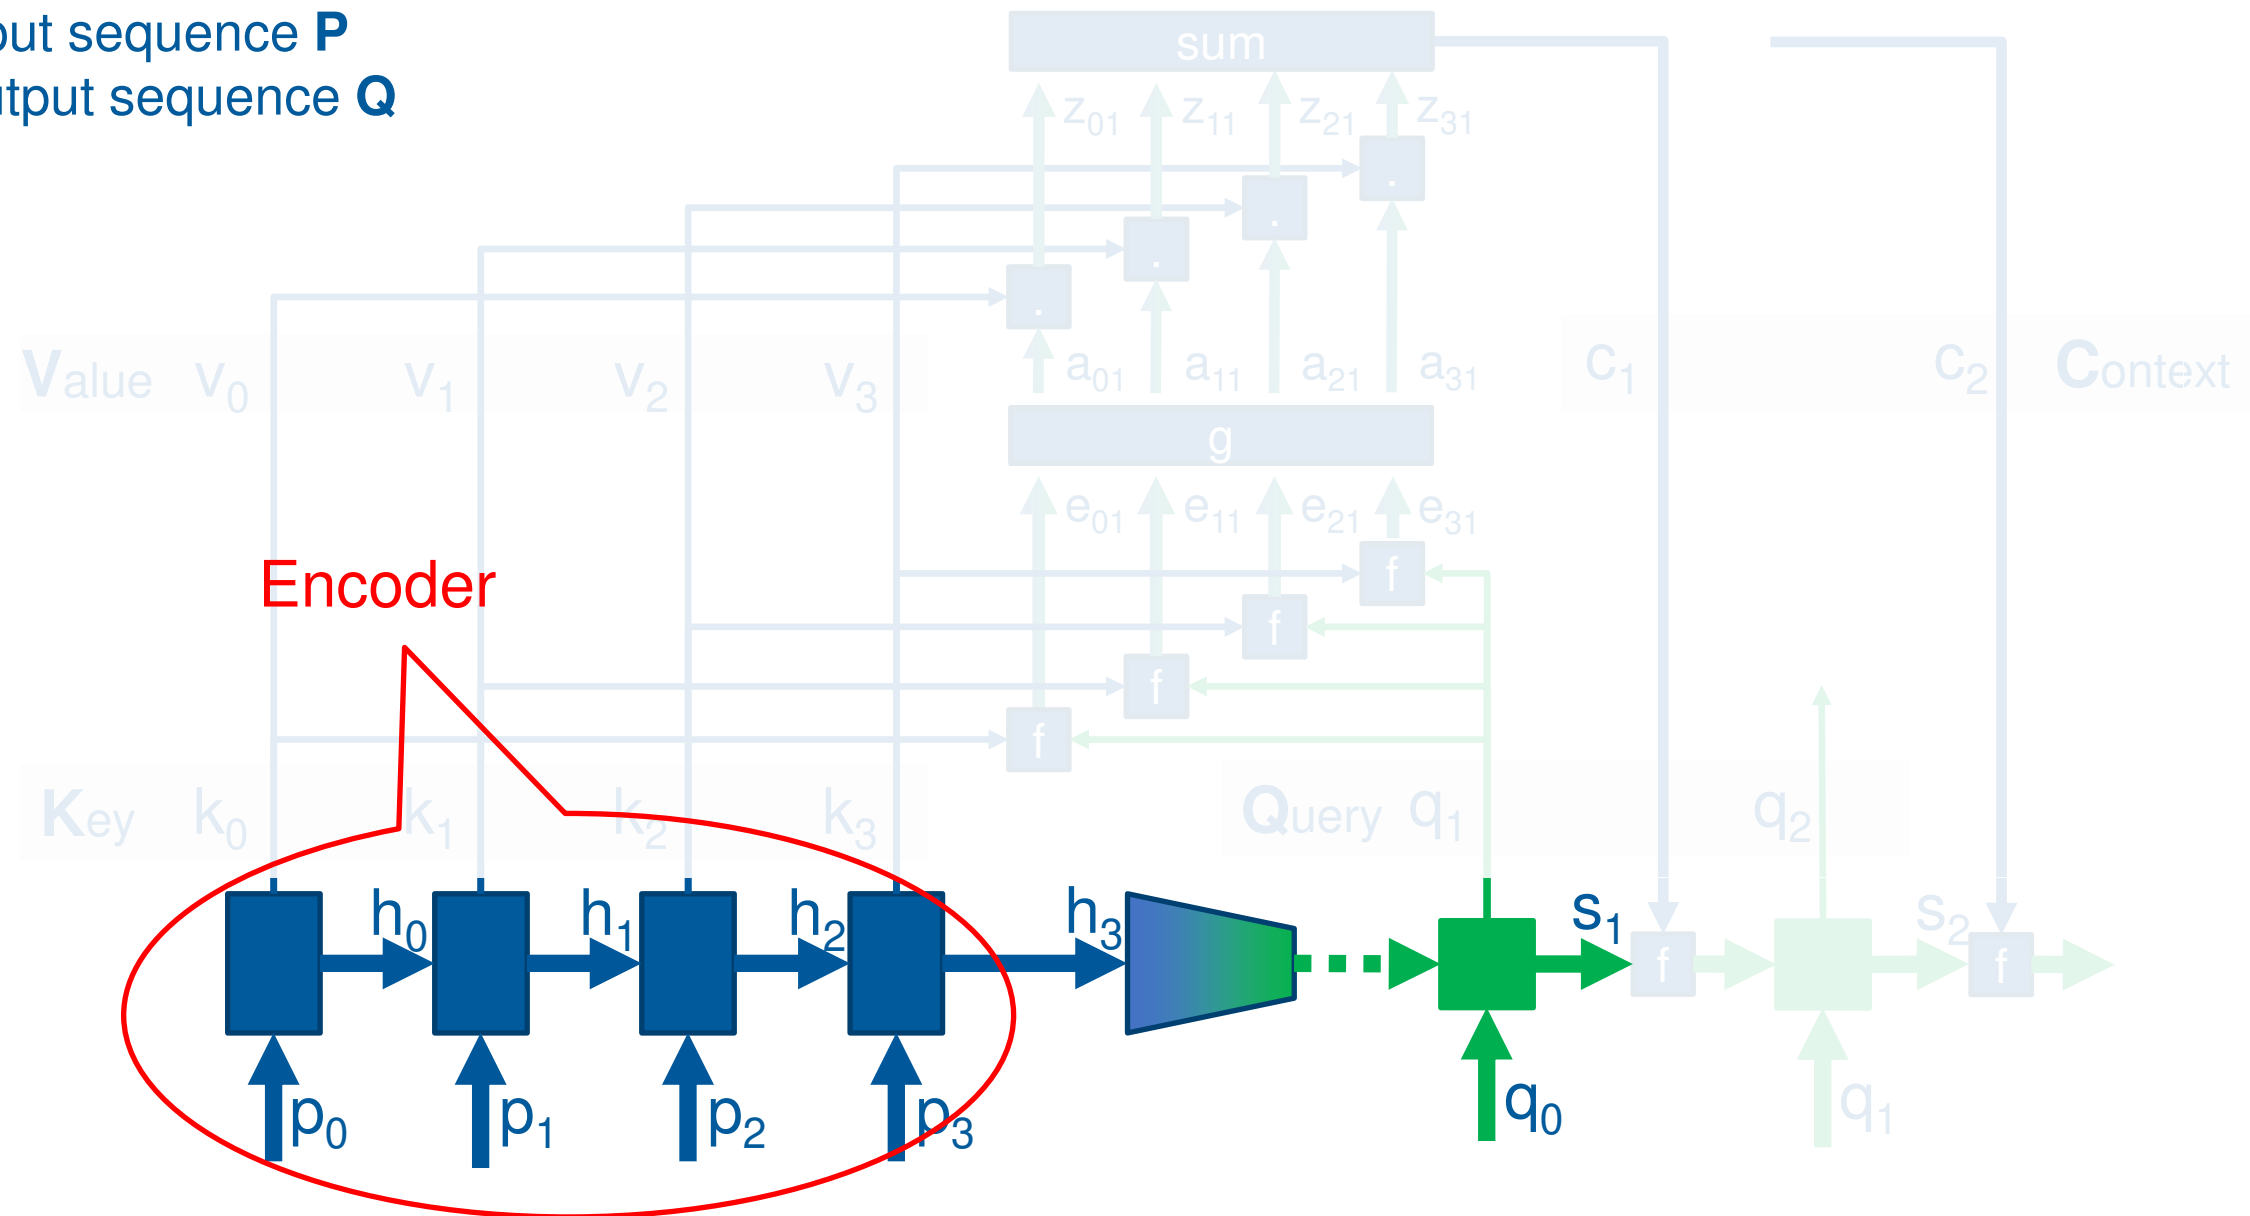 put sequence P
utput sequence Q
sum
z01 z11 z21 z31
. . . .
Value v0 v1 v2 v3 a01 a11 a21 a31 c1 c2 Context
g
e01 e11 e21 e31
Encoder
f
f
f
f
Key k0 k1 k2 k3 Query q1 q2
h0 h1 h2 h3 s1 s2
f f
p0 p1 p2 p3 q0 q1